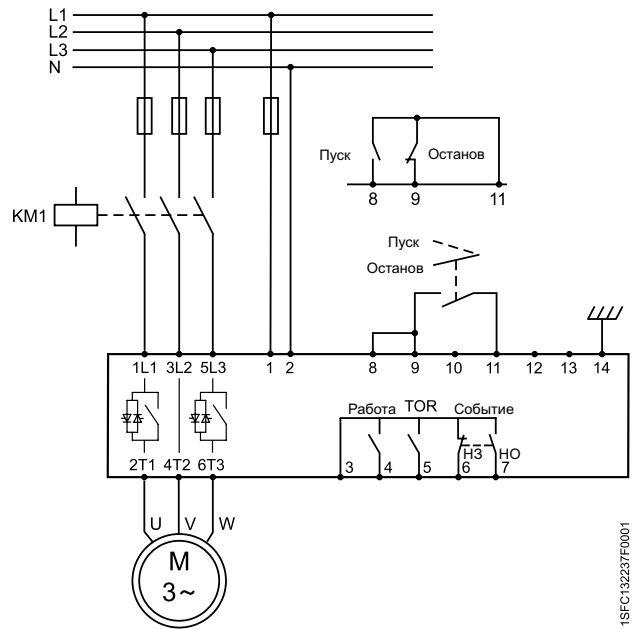 L1
L2
L3
N
Пуск
Останов
8 9 11
KM1
Пуск
Останов
1L1 3L2 5L3 1 2 8 9 10 11 12 13 14
Работа TOR Событие
НЗ НО
2T1 4T2 6T3 3 4 5 6 7
U V W
M
3~
1SFC132237F0001